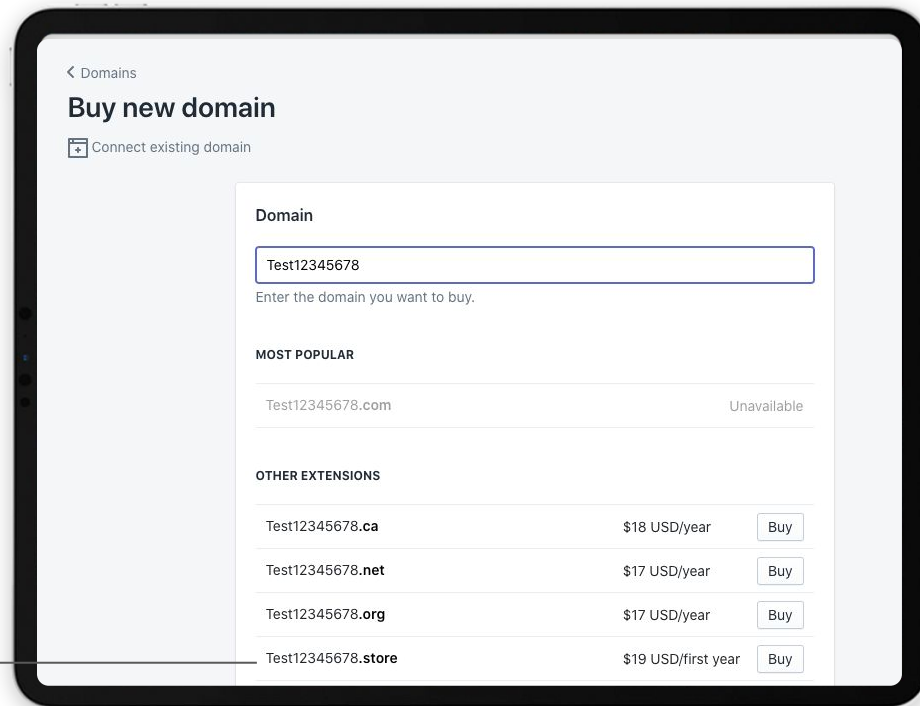 Domains
Buy new domain
Connect existing domain
Domain
Test12345678
Enter the domain you want to buy.
MOST POPULAR
Test12345678.com Unavailable
OTHER EXTENSIONS
Test12345678.ca $18 USD/year Buy
Test12345678.net $17 USD/year Buy
Test12345678.org $17 USD/year Buy
Test12345678.store $19 USD/first year Buy